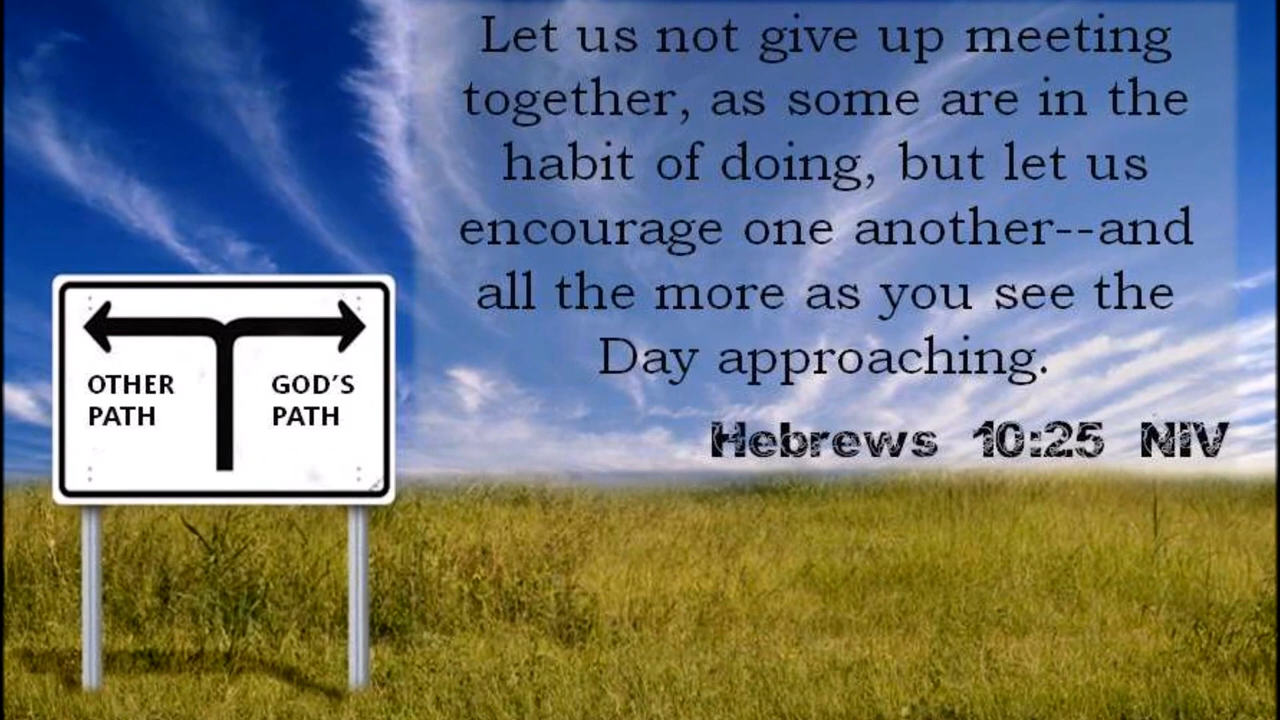 Let us not give up meeting
together, as some are in the
habit of doing, but let us
encourage one another--and
all the more as you see the
Day approaching.
Hebrews 10:25 NIV
OTHER
PATH
GOD'S
PATH